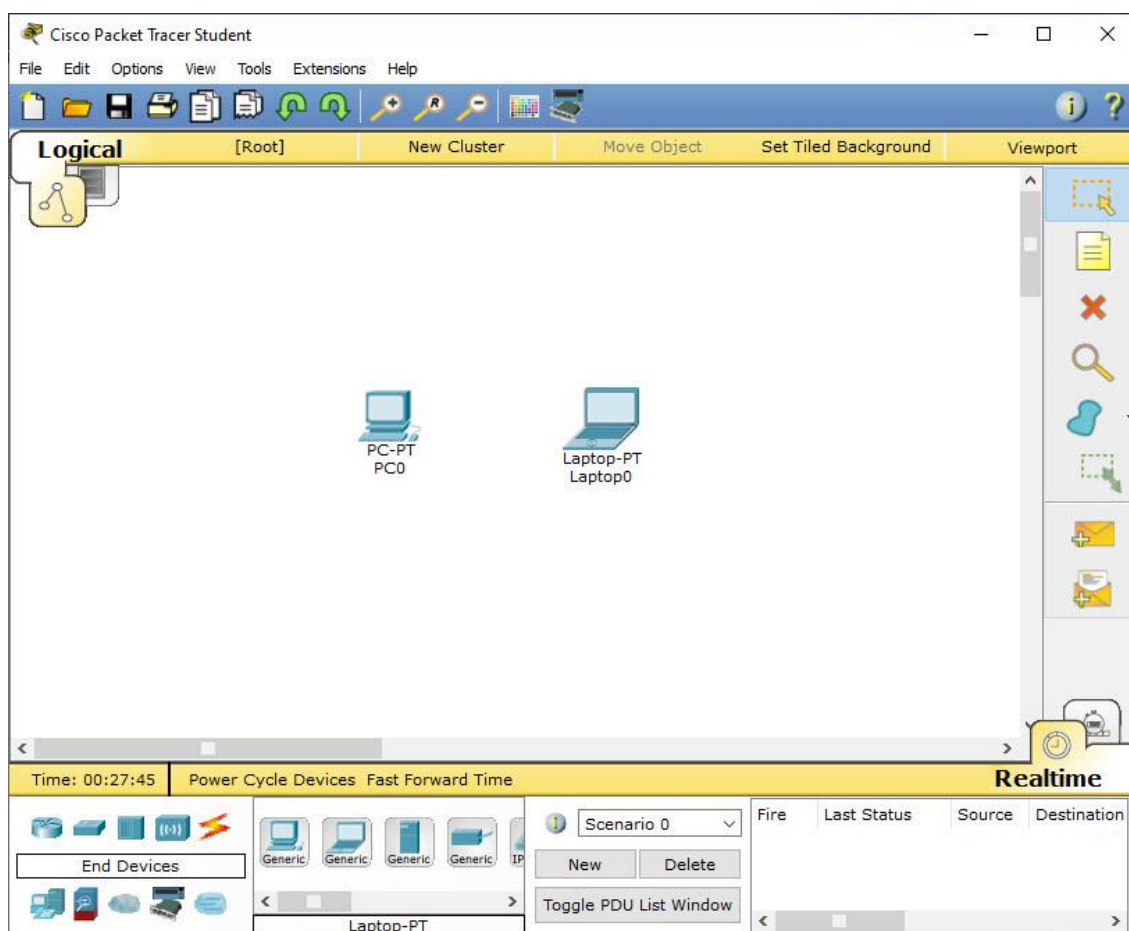 Cisco Packet Tracer Student
File Edit Options View Tools Extensions Help
Logical [Root] New Cluster Move Object Set Tiled Background Viewport
PC-PT
PC0
Laptop-PT
Laptop0
Time: 00:27:45 Power Cycle Devices Fast Forward Time Realtime
End Devices
Generic Generic Generic Generic IP
Laptop-PT
Scenario 0
New Delete
Toggle PDU List Window
Fire Last Status Source Destination